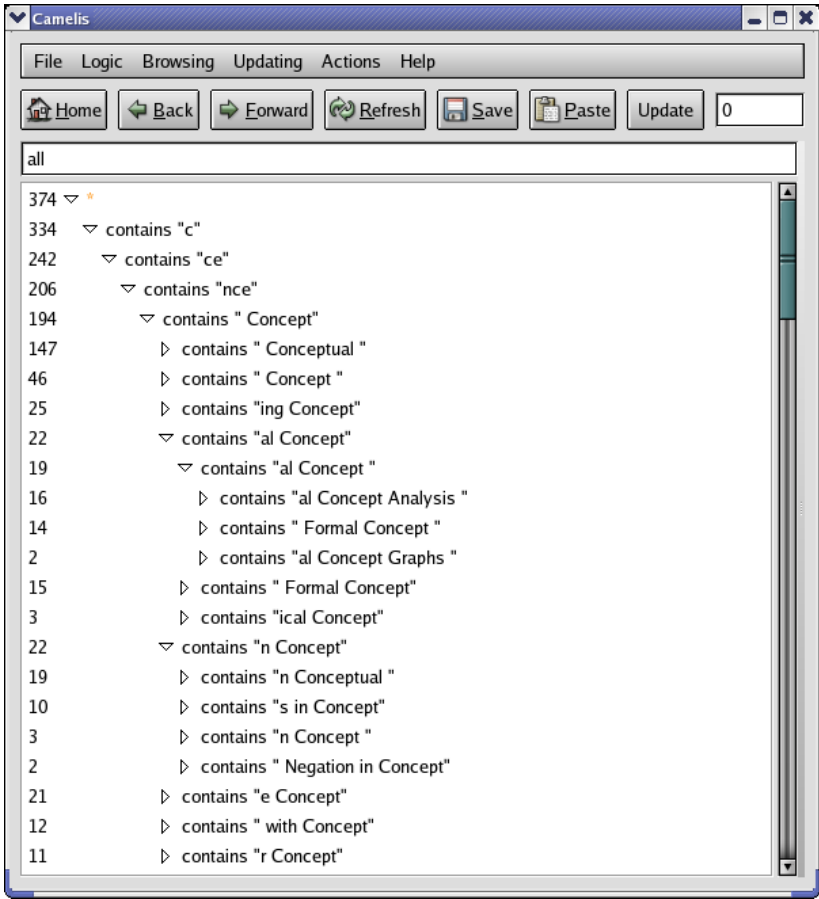 Camelis
File Logic Browsing Updating Actions Help
Home Back Forward Refresh Save Paste Update 0
all
374 *
334 contains "c"
242 contains "ce"
206 contains "nce"
194 contains " Concept"
147 contains " Conceptual "
46 contains " Concept "
25 contains "ing Concept"
22 contains "al Concept"
19 contains "al Concept "
16 contains "al Concept Analysis "
14 contains " Formal Concept "
2 contains "al Concept Graphs "
15 contains " Formal Concept"
3 contains "ical Concept"
22 contains "n Concept"
19 contains "n Conceptual "
10 contains "s in Concept"
3 contains "n Concept "
2 contains " Negation in Concept"
21 contains "e Concept"
12 contains " with Concept"
11 contains "r Concept"